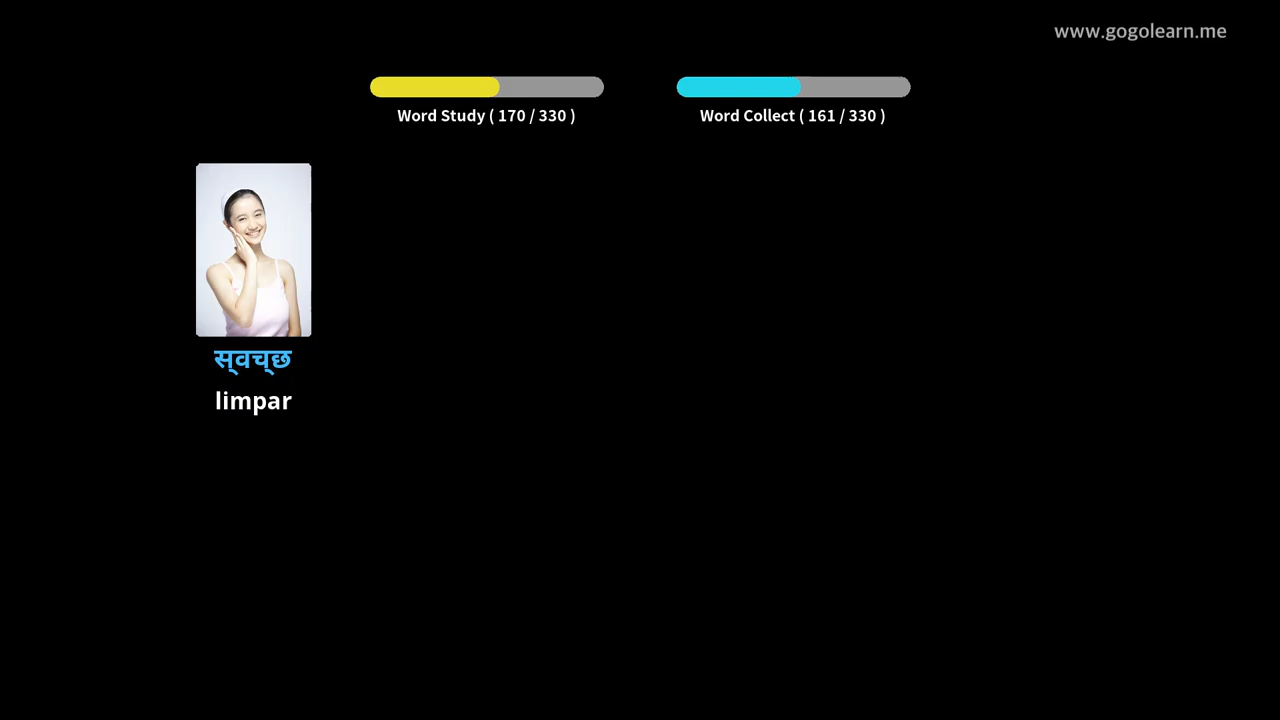 www.gogolearn.me
Word Study ( 170 / 330 )
Word Collect ( 161 / 330 )
स्‌वच्‌छ
limpar